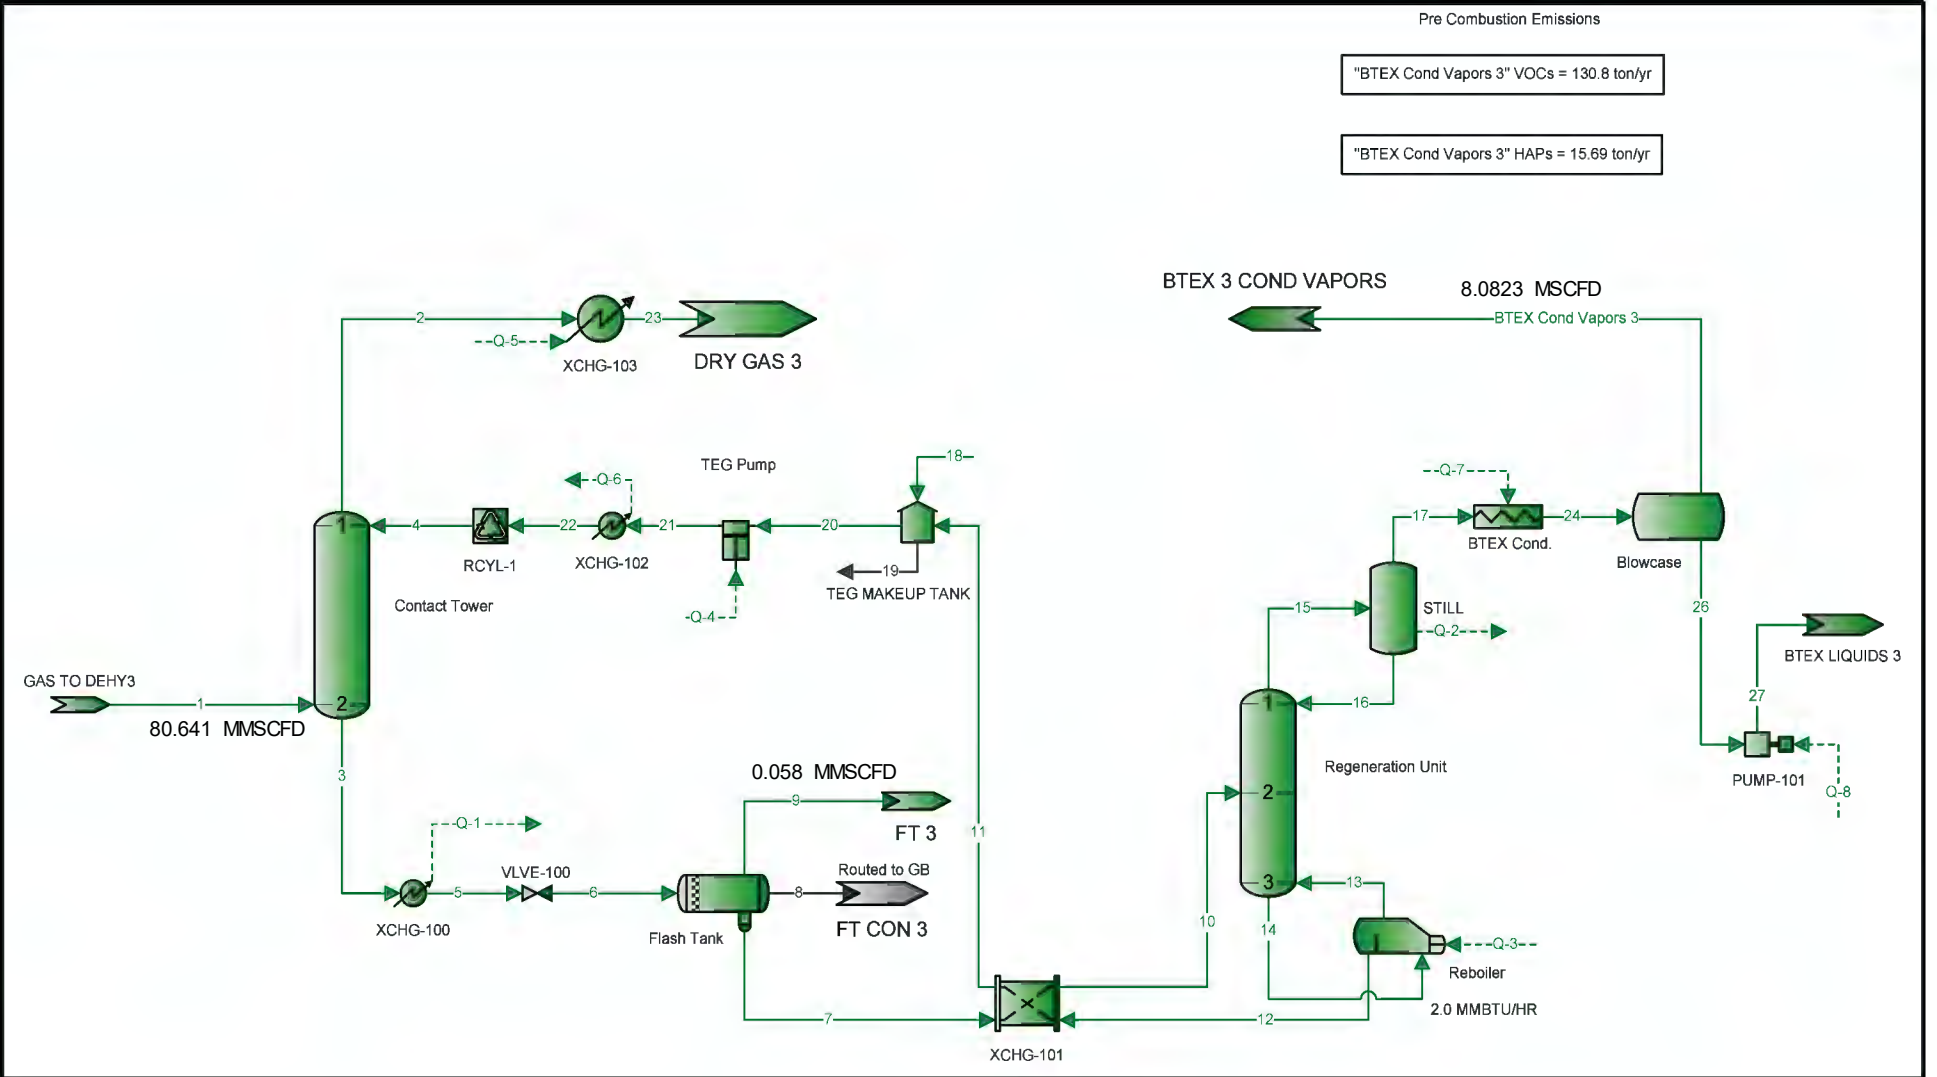 Pre Combustion Emissions
"BTEX Cond Vapors 3" VOCs = 130.8 ton/yr
"BTEX Cond Vapors 3" HAPs = 15.69 ton/yr
BTEX 3 COND VAPORS
8.0823 MSCFD
BTEX Cond Vapors 3
2
23
Q-5
XCHG-103
DRY GAS 3
TEG Pump
18
Q-6
Q-7
1
4
22
21
20
17
24
RCYL-1
XCHG-102
BTEX Cond.
Blowcase
19
TEG MAKEUP TANK
Contact Tower
Q-4
15
STILL
26
Q-2
BTEX LIQUIDS 3
GAS TO DEHY3
1
2
80.641 MMSCFD
1
16
27
3
0.058 MMSCFD
Regeneration Unit
PUMP-101
2
Q-8
9
Q-1
FT 3
11
VLVE-100
Routed to GB
5
6
8
3
13
XCHG-100
Flash Tank
FT CON 3
10
14
Q-3
Reboiler
2.0 MMBTU/HR
7
12
XCHG-101